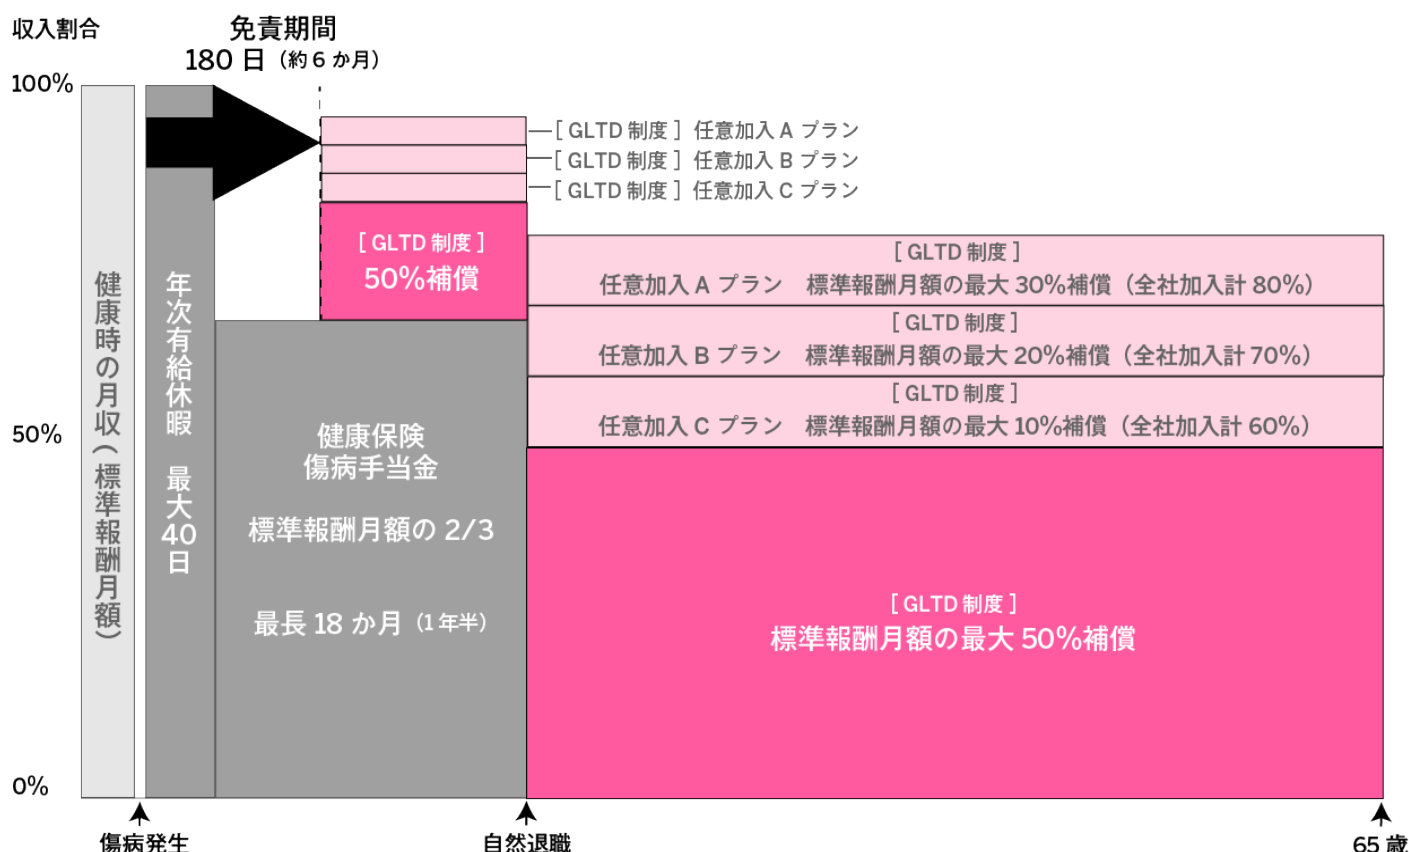 収入割合
免責期間
180 日（約 6 か月）
100%
50%
0%
健康時の月収（標準報酬月額）
年次有給休暇　最大40日
[ GLTD 制度 ] 任意加入 A プラン
[ GLTD 制度 ] 任意加入 B プラン
[ GLTD 制度 ] 任意加入 C プラン
[ GLTD 制度 ]
50%補償
健康保険
傷病手当金
標準報酬月額の 2/3
最長 18 か月（1 年半）
[ GLTD 制度 ]
任意加入 A プラン　標準報酬月額の最大 30%補償（全社加入計 80%）
[ GLTD 制度 ]
任意加入 B プラン　標準報酬月額の最大 20%補償（全社加入計 70%）
[ GLTD 制度 ]
任意加入 C プラン　標準報酬月額の最大 10%補償（全社加入計 60%）
[ GLTD 制度 ]
標準報酬月額の最大 50%補償
傷病発生
自然退職
65 歳